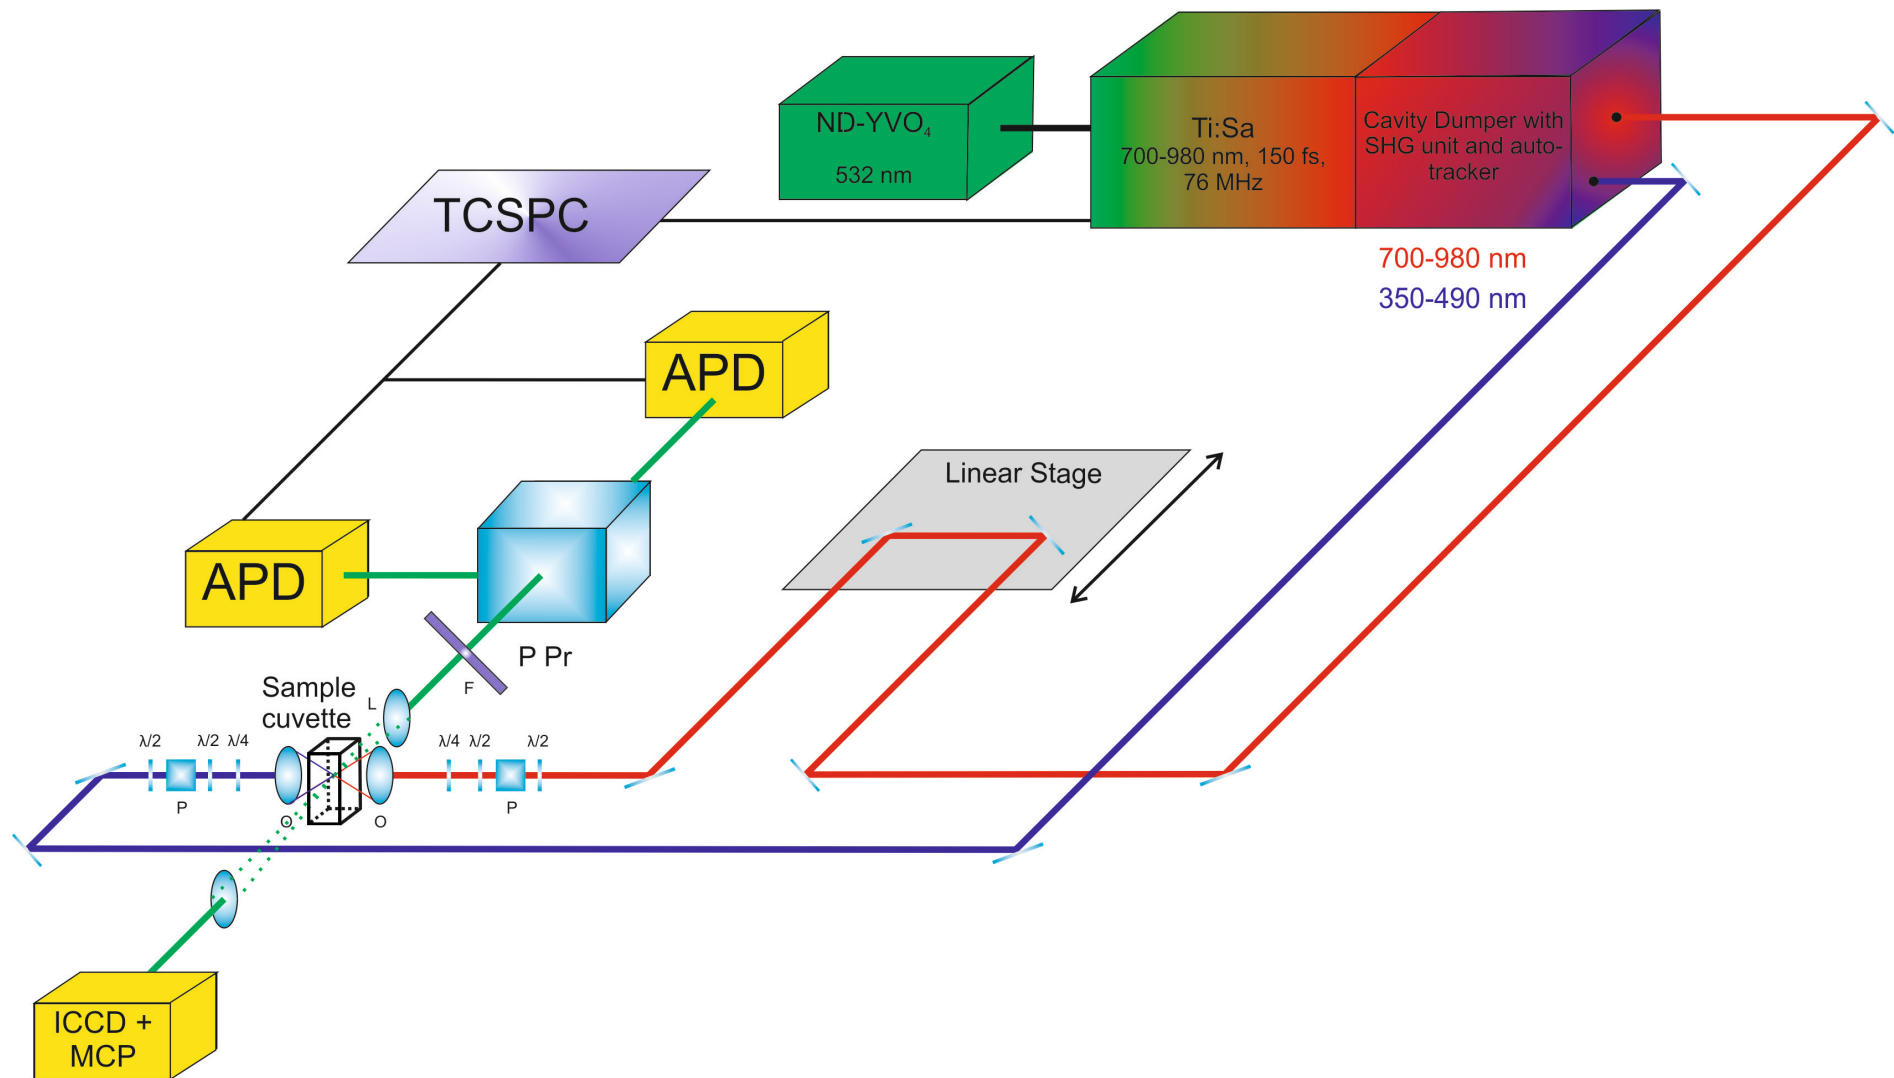 ND-YVO₄
532 nm
Ti:Sa
700-980 nm, 150 fs,
76 MHz
Cavity Dumper with
SHG unit and auto-
tracker
TCSPC
700-980 nm
350-490 nm
APD
Linear Stage
APD
P Pr
F
Sample
cuvette
L
λ/2
λ/2
λ/4
λ/4
λ/2
λ/2
P
O
O
P
ICCD +
MCP